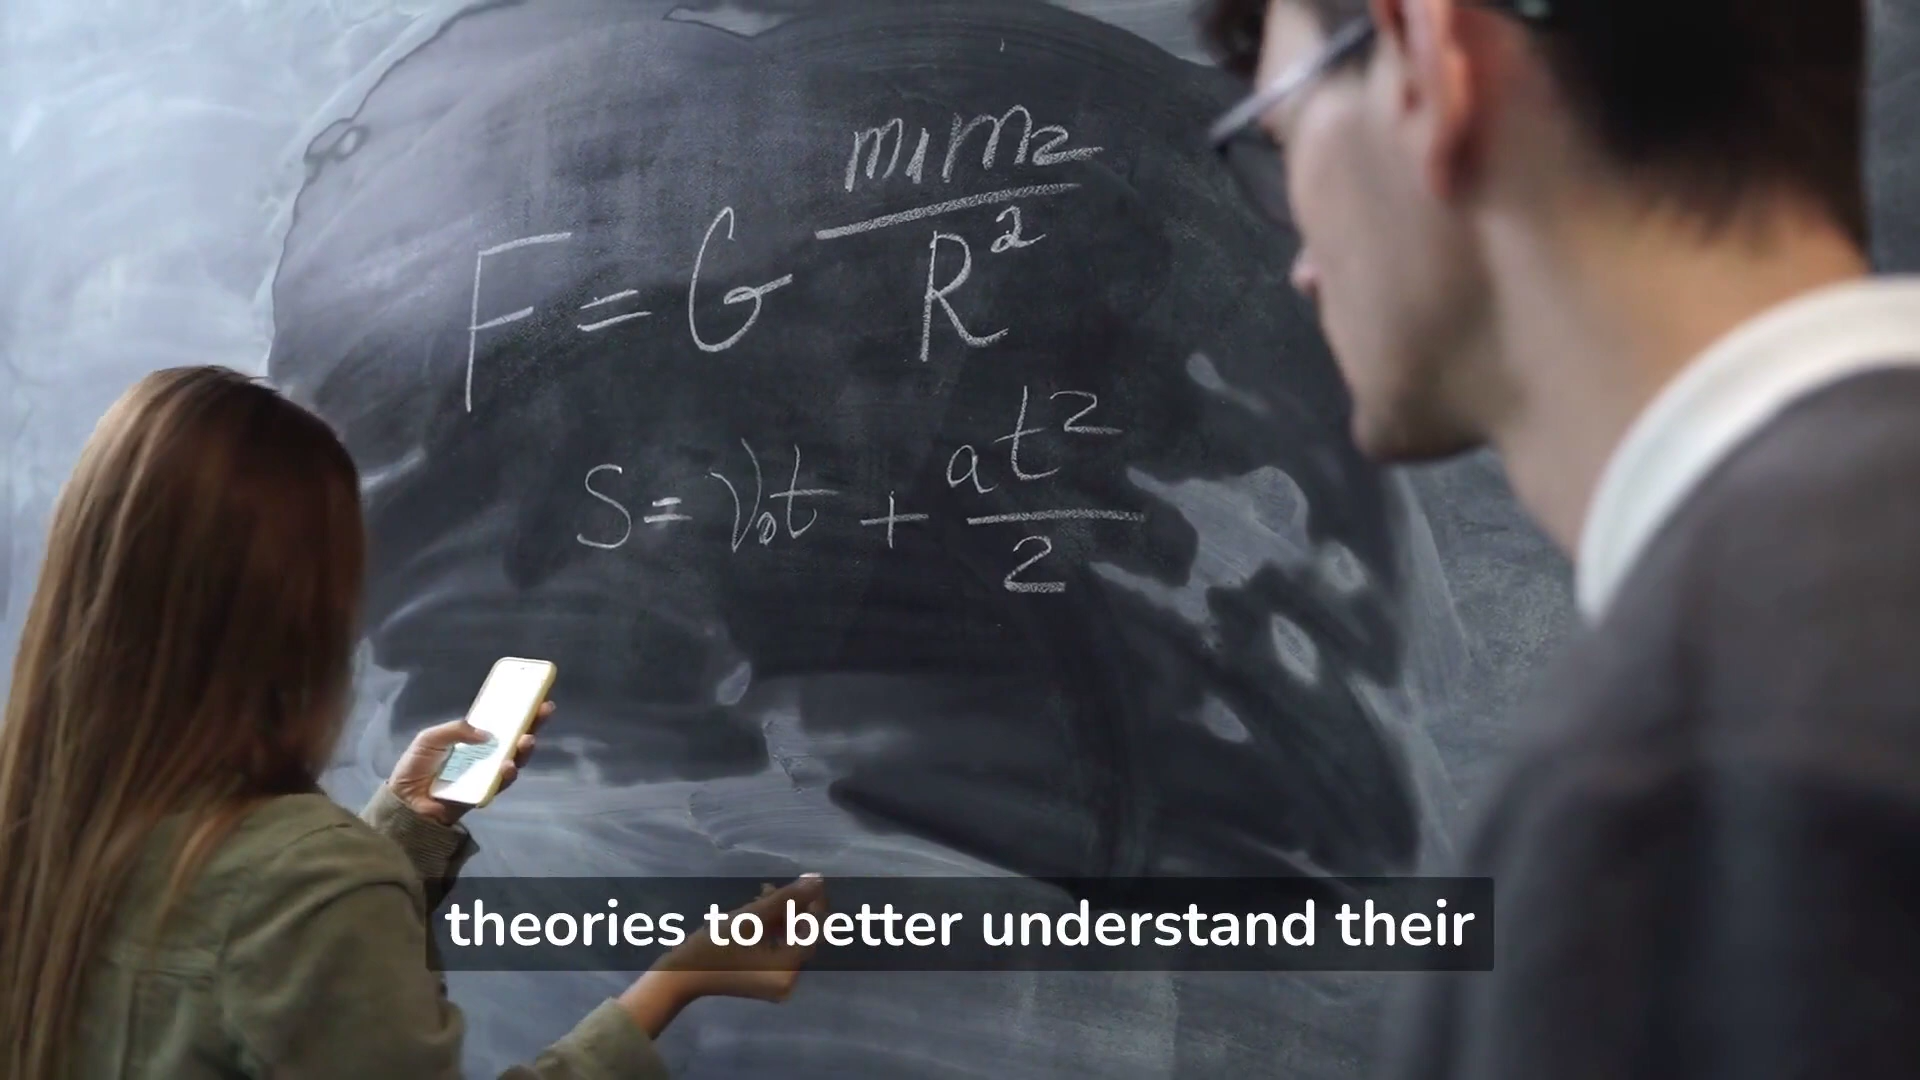 F = G m1m2 / R²
S = V₀t + at² / 2
theories to better understand their